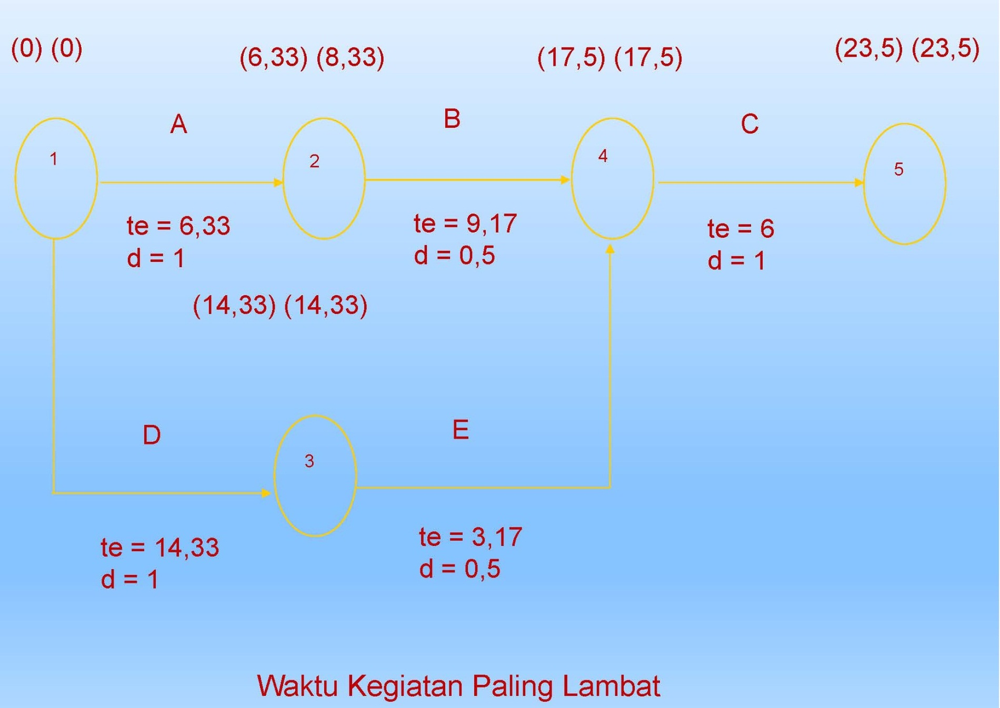 (0) (0)
(6,33) (8,33)
(17,5) (17,5)
(23,5) (23,5)
A
B
C
1
2
4
5
te = 6,33
d = 1
te = 9,17
d = 0,5
te = 6
d = 1
(14,33) (14,33)
D
E
3
te = 14,33
d = 1
te = 3,17
d = 0,5
Waktu Kegiatan Paling Lambat